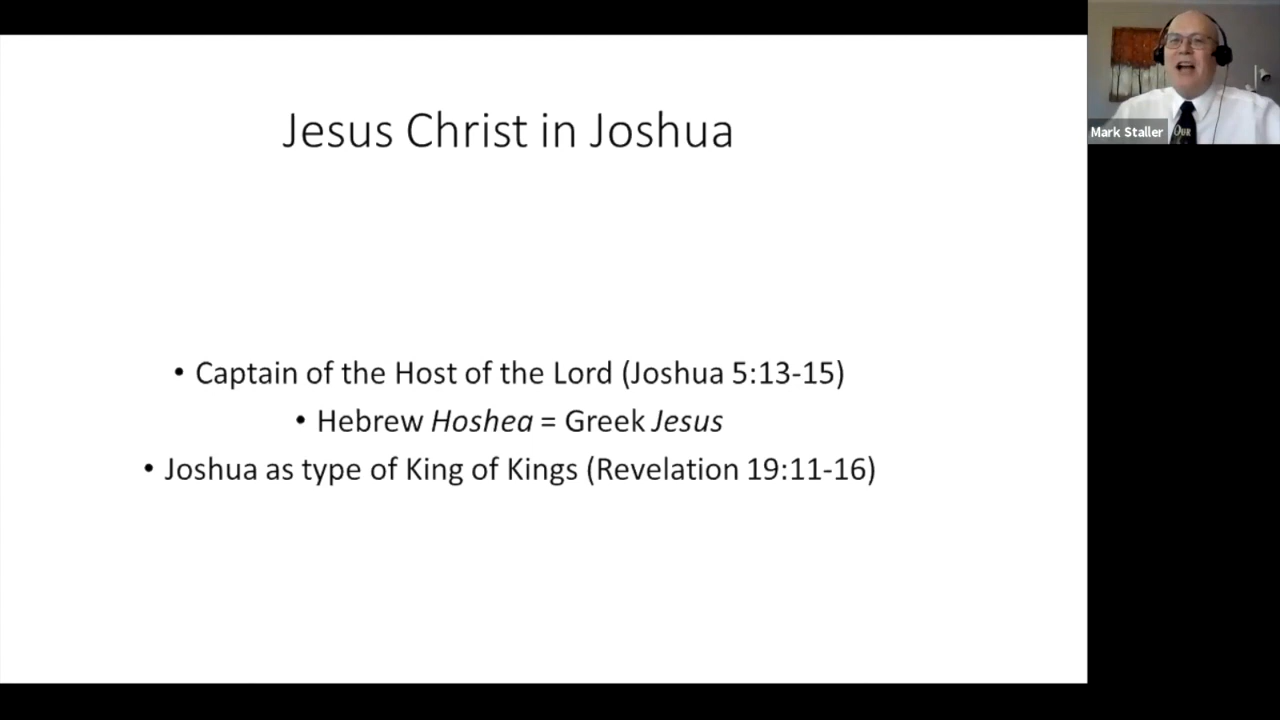 Jesus Christ in Joshua
• Captain of the Host of the Lord (Joshua 5:13-15)
• Hebrew Hoshea = Greek Jesus
• Joshua as type of King of Kings (Revelation 19:11-16)
Mark Staller
OUR